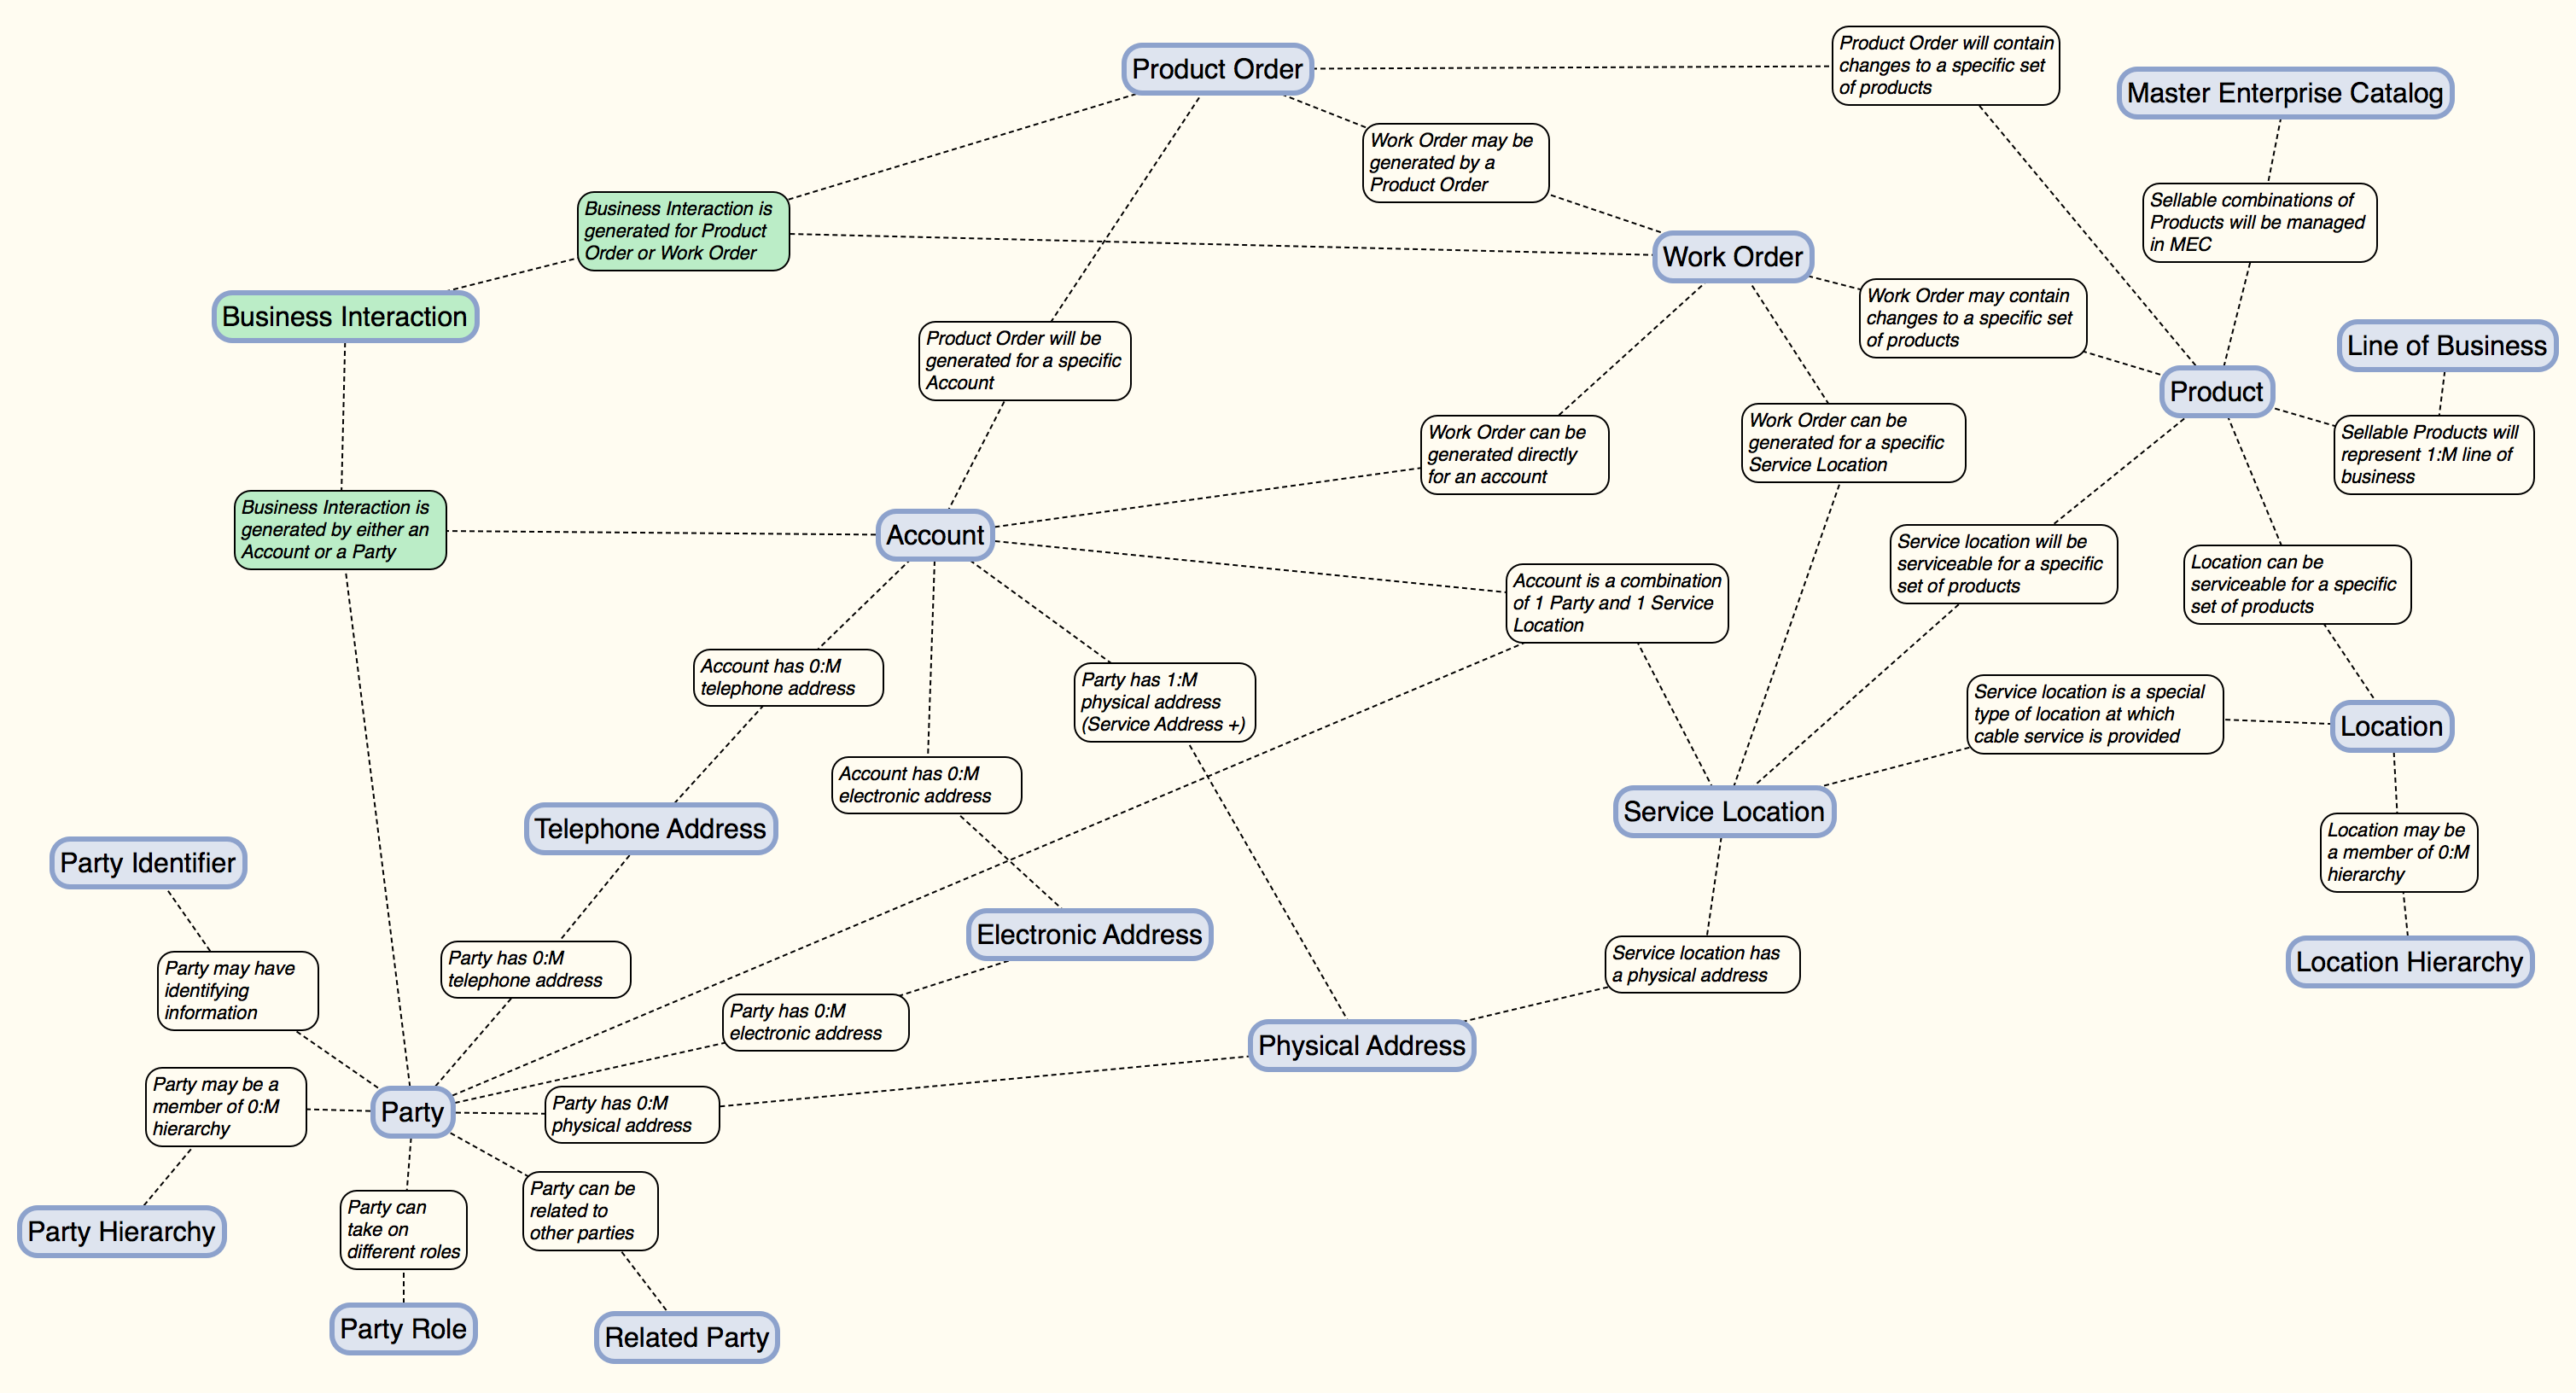 Product Order
Product Order will contain
changes to a specific set
of products
Master Enterprise Catalog
Work Order may be
generated by a
Product Order
Sellable combinations of
Products will be managed
in MEC
Business Interaction is
generated for Product
Order or Work Order
Work Order
Business Interaction
Work Order may contain
changes to a specific set
of products
Line of Business
Product Order will be
generated for a specific
Account
Product
Work Order can be
generated directly
for an account
Work Order can be
generated for a specific
Service Location
Sellable Products will
represent 1:M line of
business
Business Interaction is
generated by either an
Account or a Party
Account
Service location will be
serviceable for a specific
set of products
Location can be
serviceable for a specific
set of products
Account is a combination
of 1 Party and 1 Service
Location
Account has 0:M
telephone address
Party has 1:M
physical address
(Service Address +)
Service location is a special
type of location at which
cable service is provided
Location
Account has 0:M
electronic address
Telephone Address
Service Location
Party Identifier
Location may be
a member of 0:M
hierarchy
Electronic Address
Party may have
identifying
information
Party has 0:M
telephone address
Service location has
a physical address
Location Hierarchy
Party has 0:M
electronic address
Physical Address
Party may be a
member of 0:M
hierarchy
Party
Party has 0:M
physical address
Party Hierarchy
Party can
take on
different roles
Party can be
related to
other parties
Party Role
Related Party